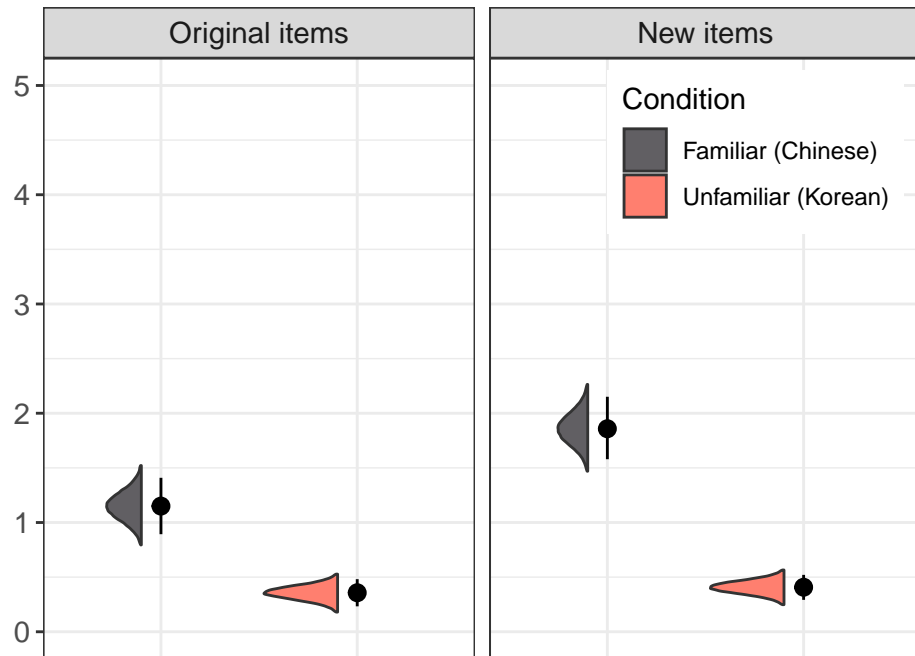 Original items
New items
5
4
3
2
1
0
Condition
Familiar (Chinese)
Unfamiliar (Korean)